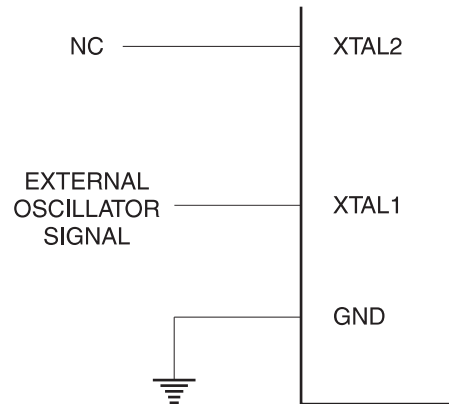 NC
XTAL2
EXTERNAL
OSCILLATOR
SIGNAL
XTAL1
GND